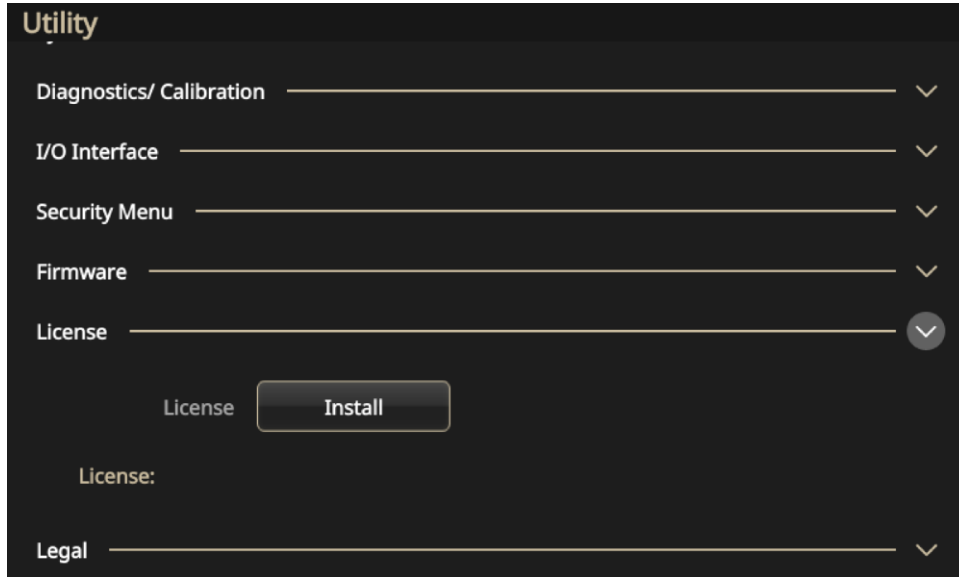 Utility
Diagnostics/ Calibration
I/O Interface
Security Menu
Firmware
License
License Install
License:
Legal